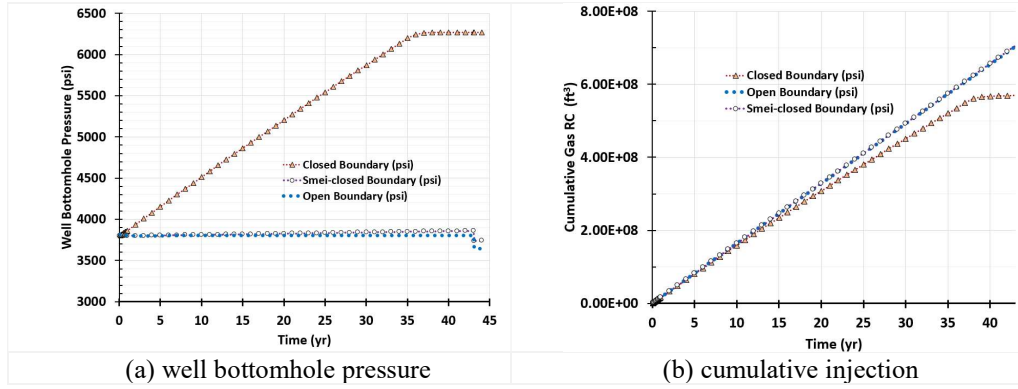 6500
6000
5500
5000
4500
4000
3500
3000
Well Bottomhole Pressure (psi)
Closed Boundary (psi)
Smei-closed Boundary (psi)
Open Boundary (psi)
0 5 10 15 20 25 30 35 40 45
Time (yr)
(a) well bottomhole pressure
8.00E+08
6.00E+08
4.00E+08
2.00E+08
0.00E+00
Cumulative Gas RC (ft³)
Closed Boundary (psi)
Open Boundary (psi)
Smei-closed Boundary (psi)
0 5 10 15 20 25 30 35 40
Time (yr)
(b) cumulative injection